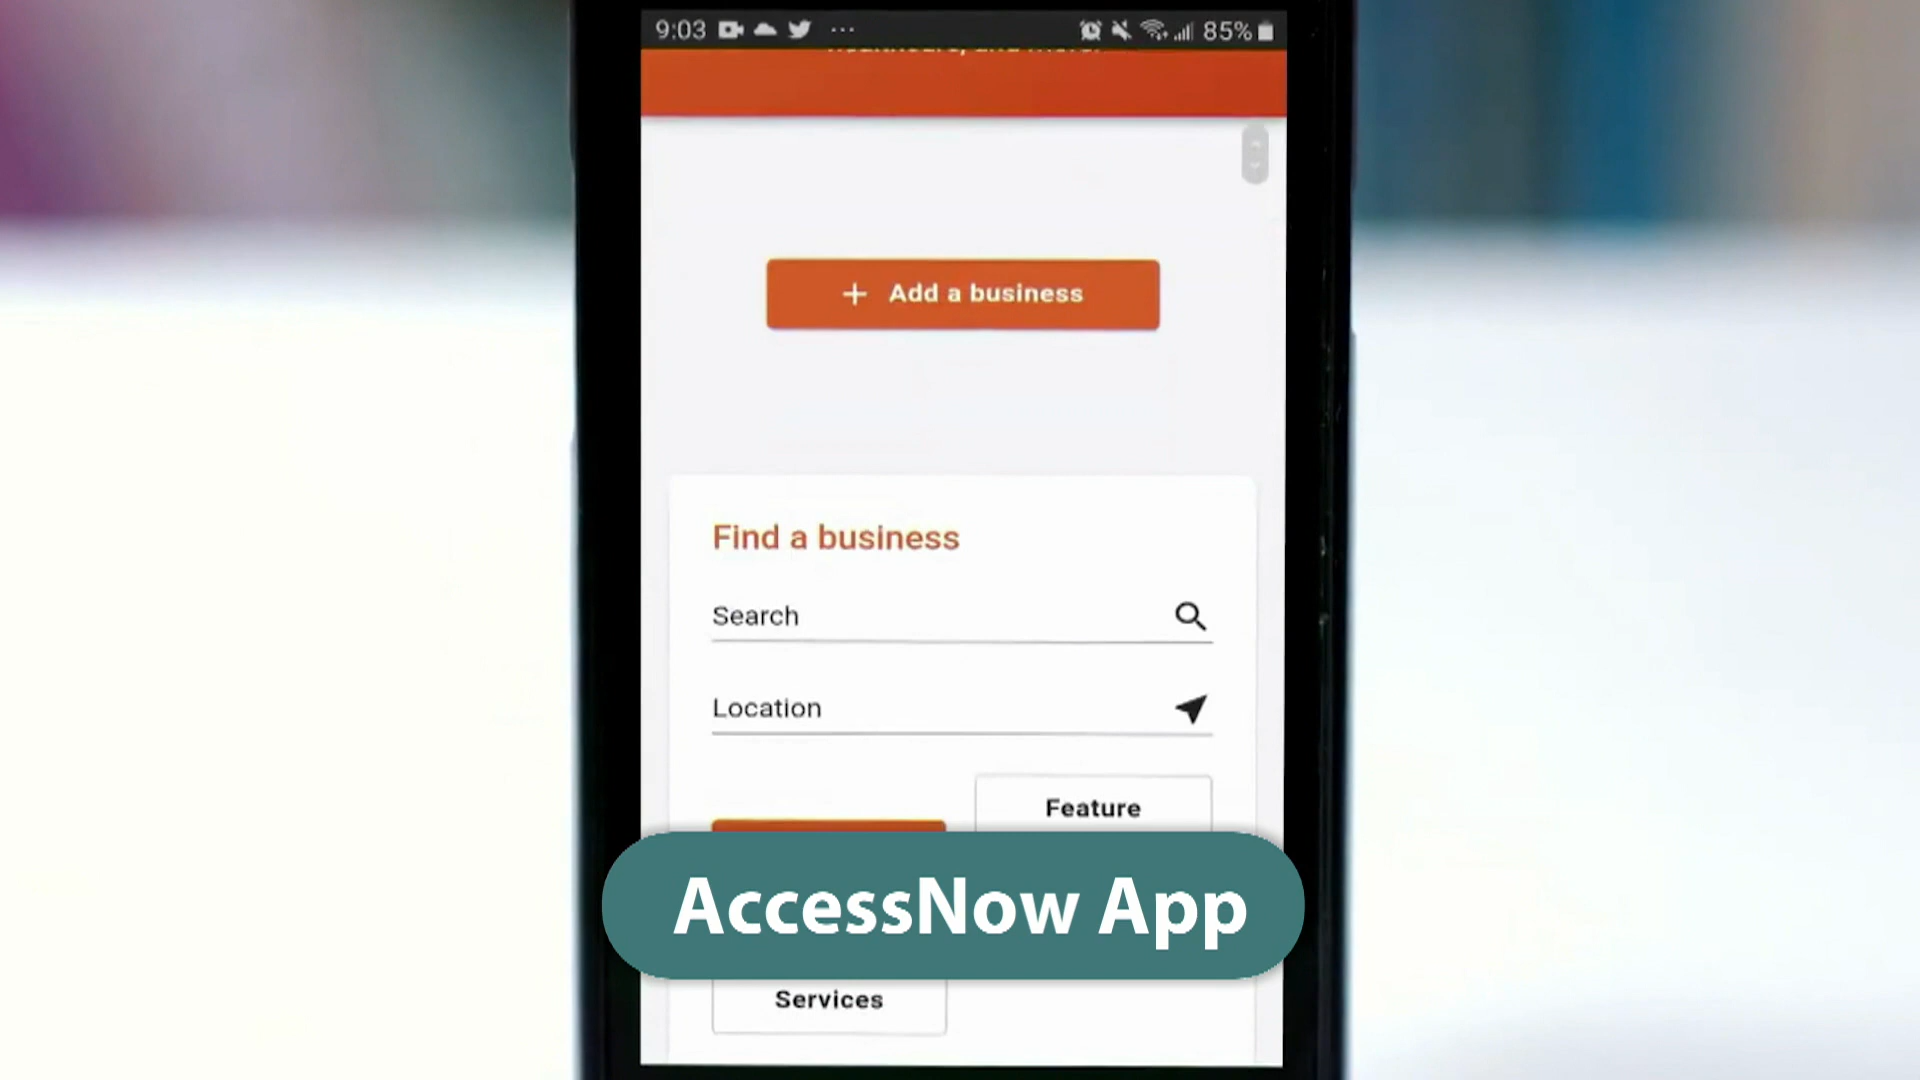 9:03 ... 85%
+ Add a business
Find a business
Search
Location
Feature
AccessNow App
Services